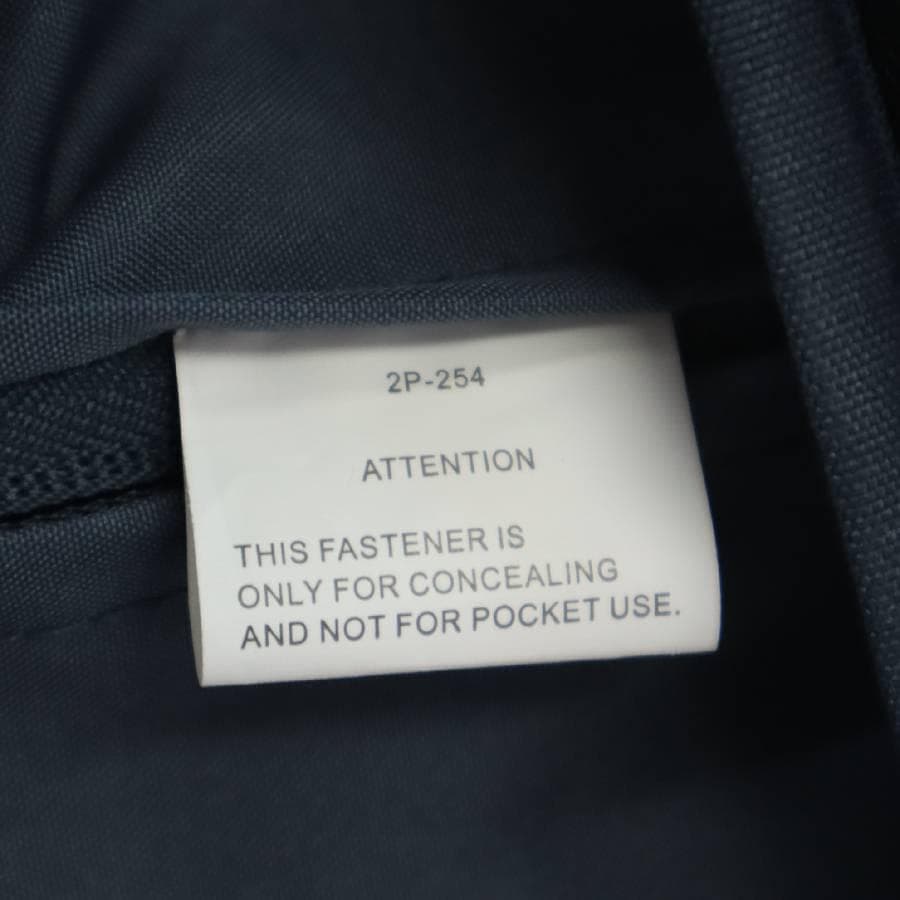 2P-254
ATTENTION
THIS FASTENER IS
ONLY FOR CONCEALING
AND NOT FOR POCKET USE.